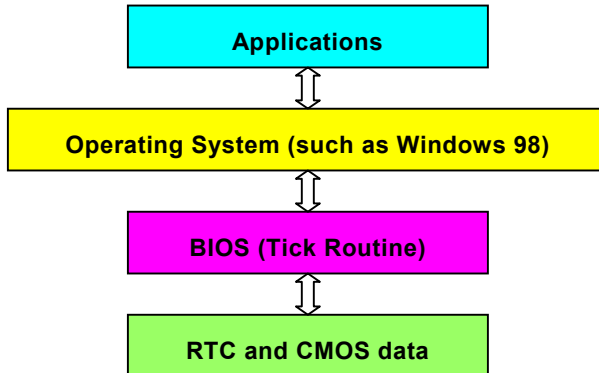 Applications
Operating System (such as Windows 98)
BIOS (Tick Routine)
RTC and CMOS data